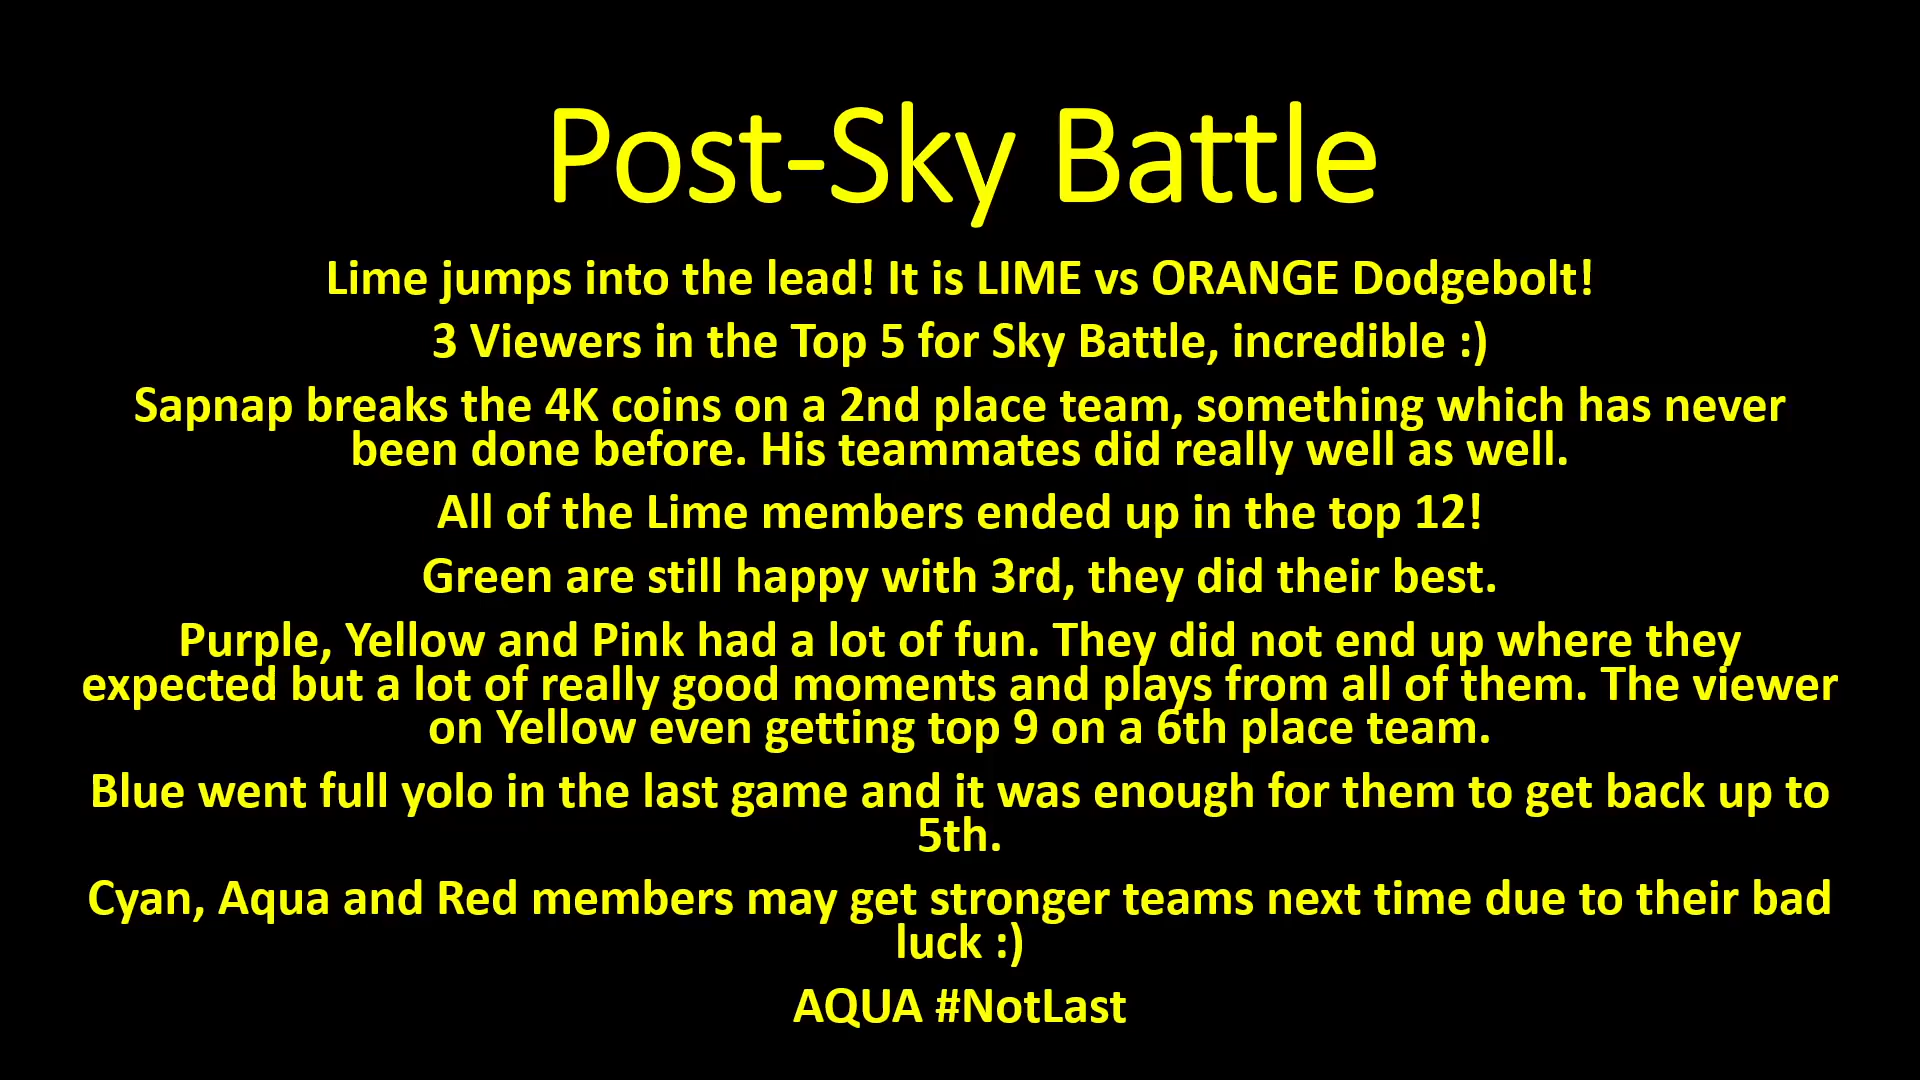 Post-Sky Battle
Lime jumps into the lead! It is LIME vs ORANGE Dodgebolt!
3 Viewers in the Top 5 for Sky Battle, incredible :)
Sapnap breaks the 4K coins on a 2nd place team, something which has never
been done before. His teammates did really well as well.
All of the Lime members ended up in the top 12!
Green are still happy with 3rd, they did their best.
Purple, Yellow and Pink had a lot of fun. They did not end up where they
expected but a lot of really good moments and plays from all of them. The viewer
on Yellow even getting top 9 on a 6th place team.
Blue went full yolo in the last game and it was enough for them to get back up to
5th.
Cyan, Aqua and Red members may get stronger teams next time due to their bad
luck :)
AQUA #NotLast